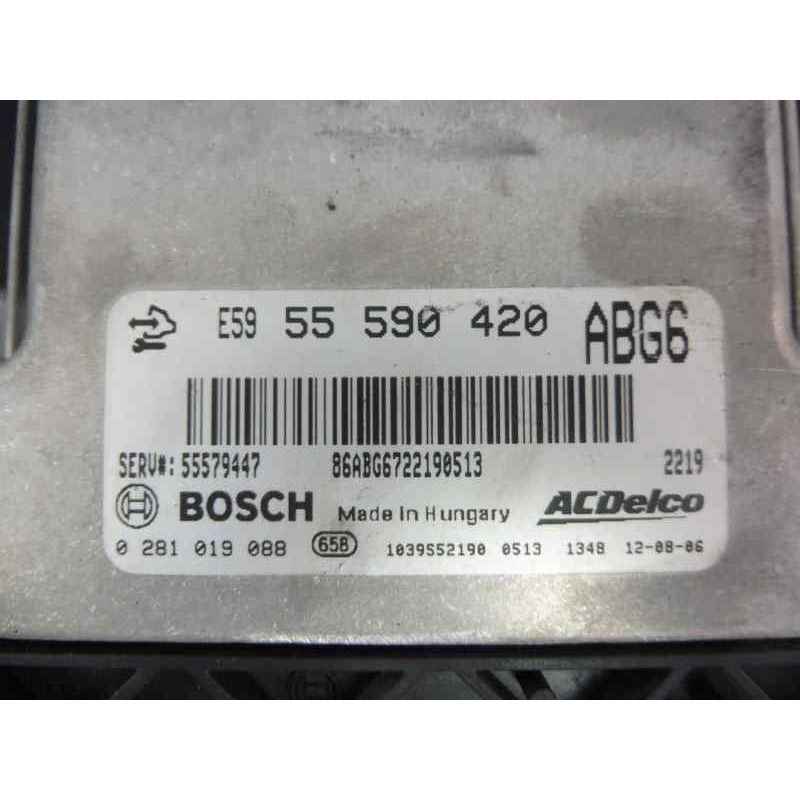 E59 55 590 420 ABG6
SERV#: 55579447 86ABG6722190513 2219
BOSCH Made in Hungary ACDelco
0 281 019 088 658 1039S52190 0513 1348 12-08-06